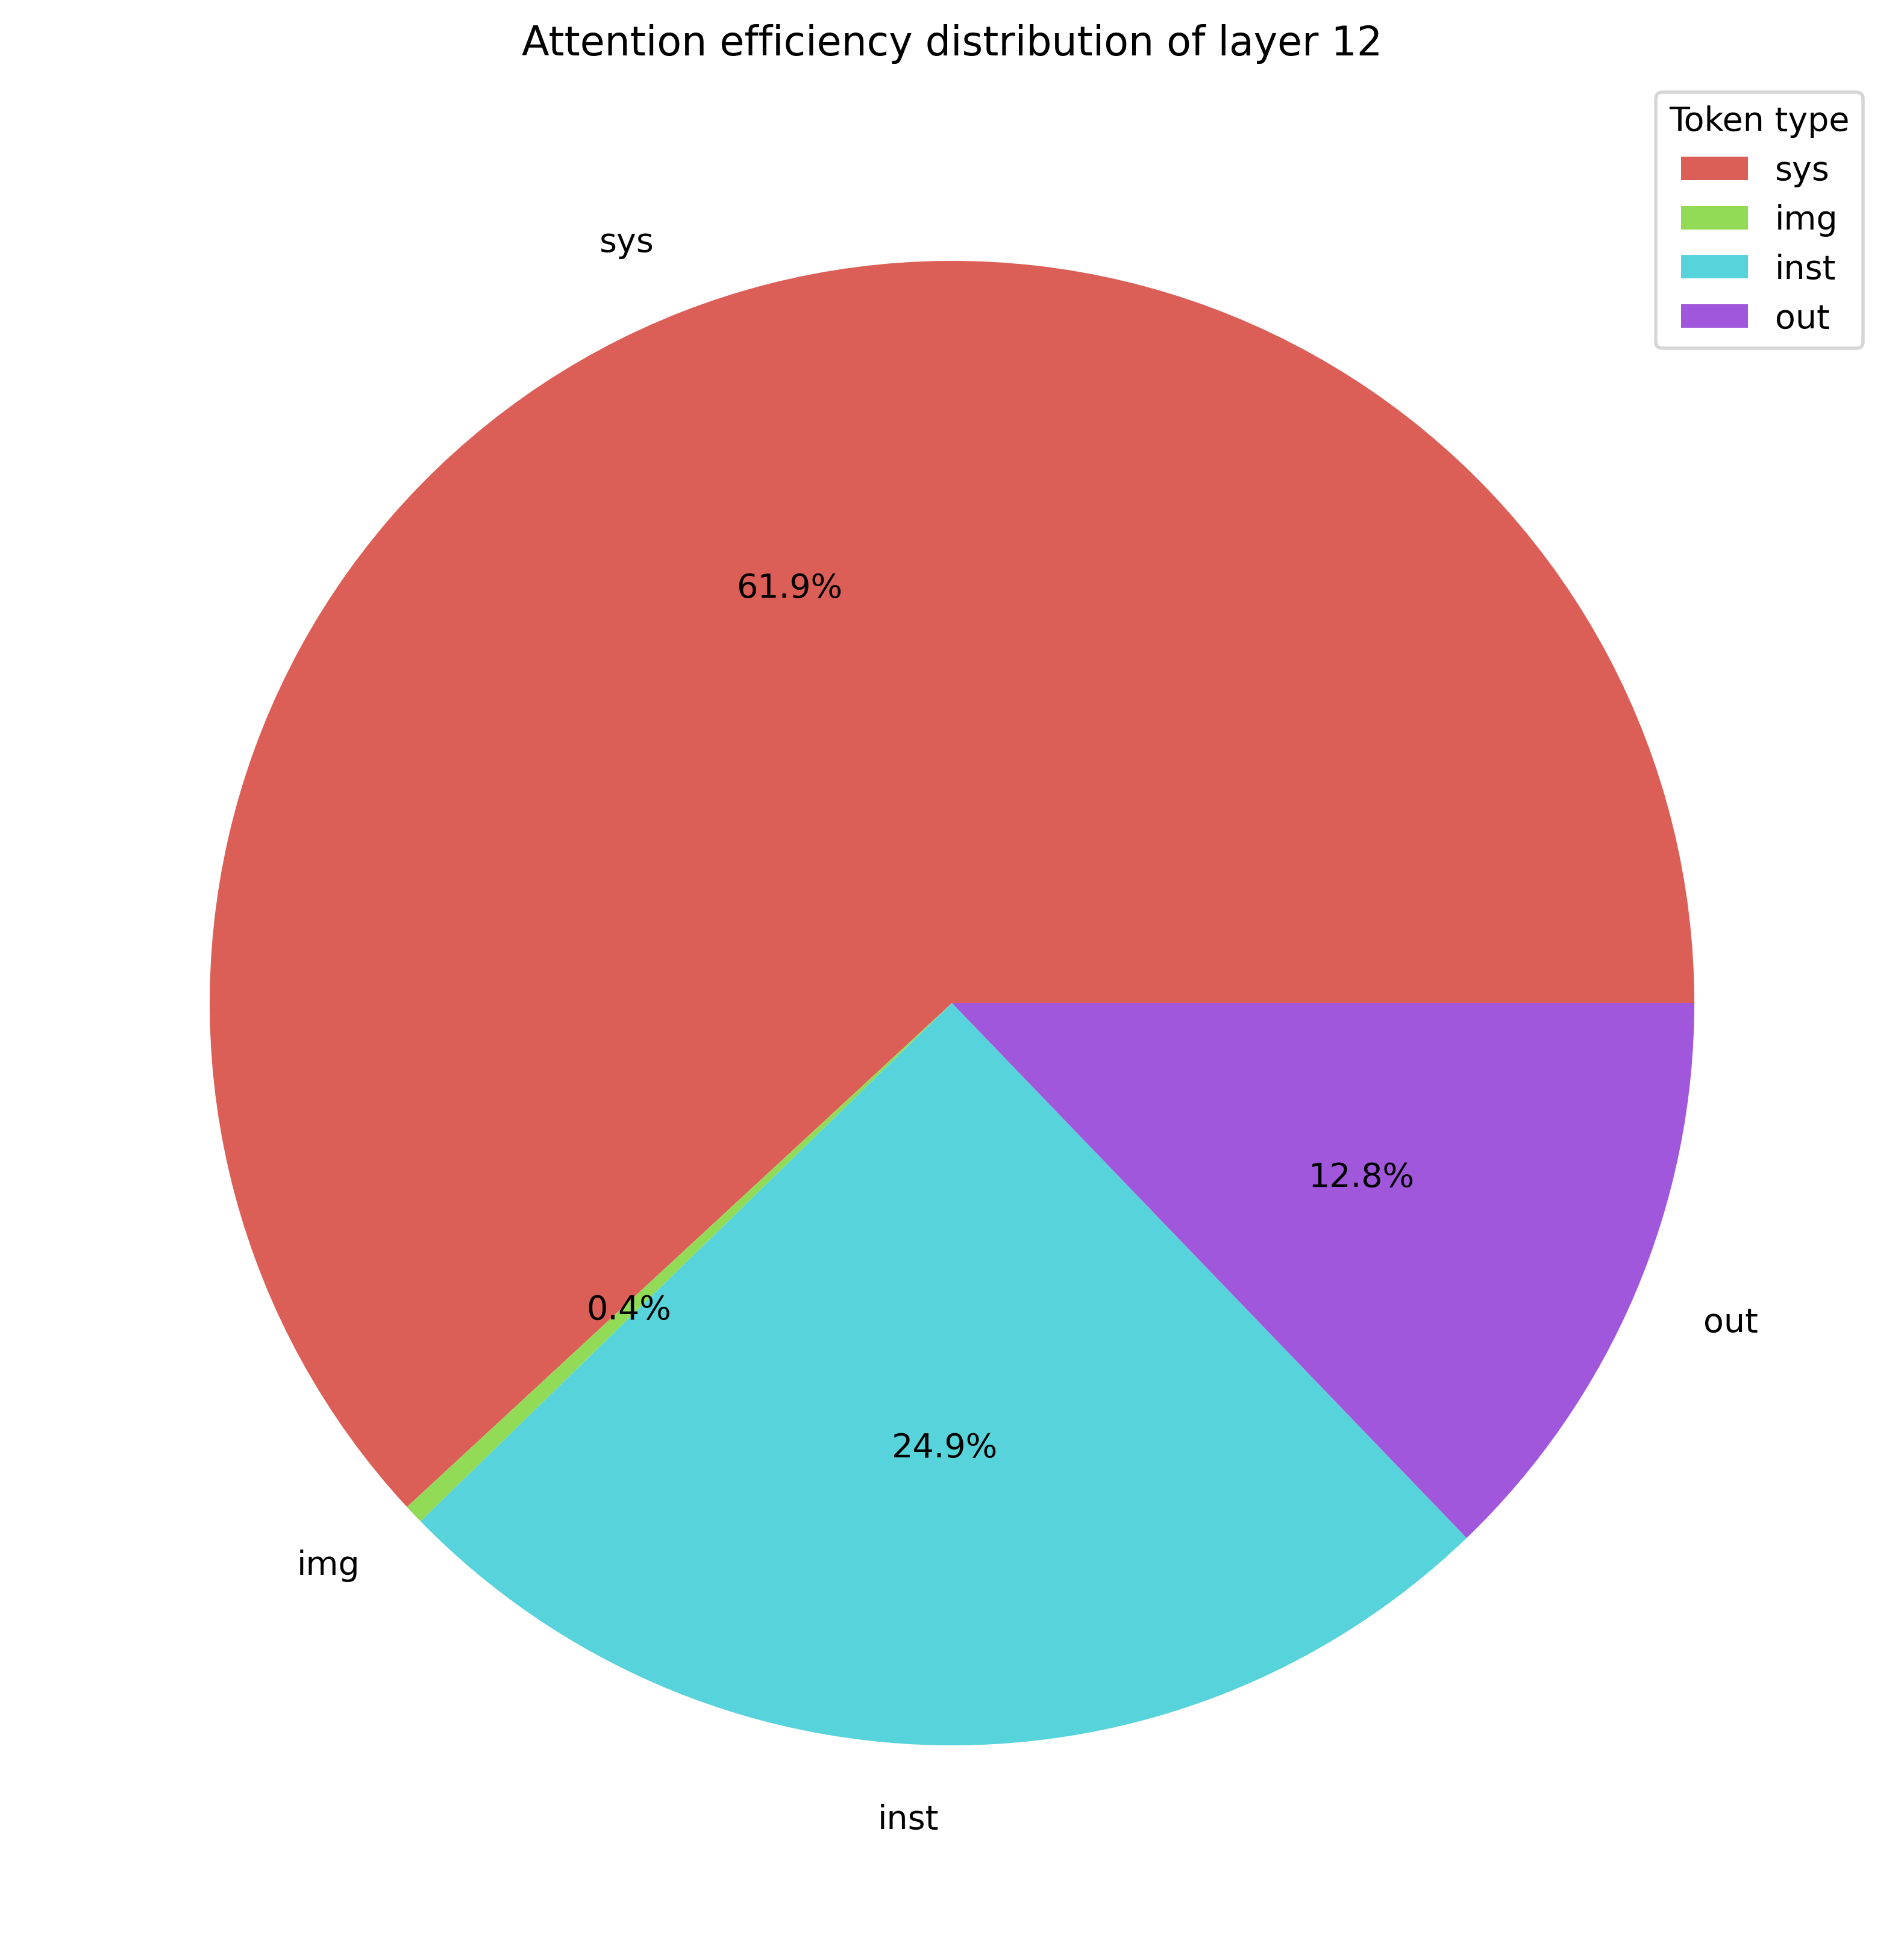 Attention efficiency distribution of layer 12
Token type
sys
img
inst
out
sys
61.9%
12.8%
0.4%
out
24.9%
img
inst